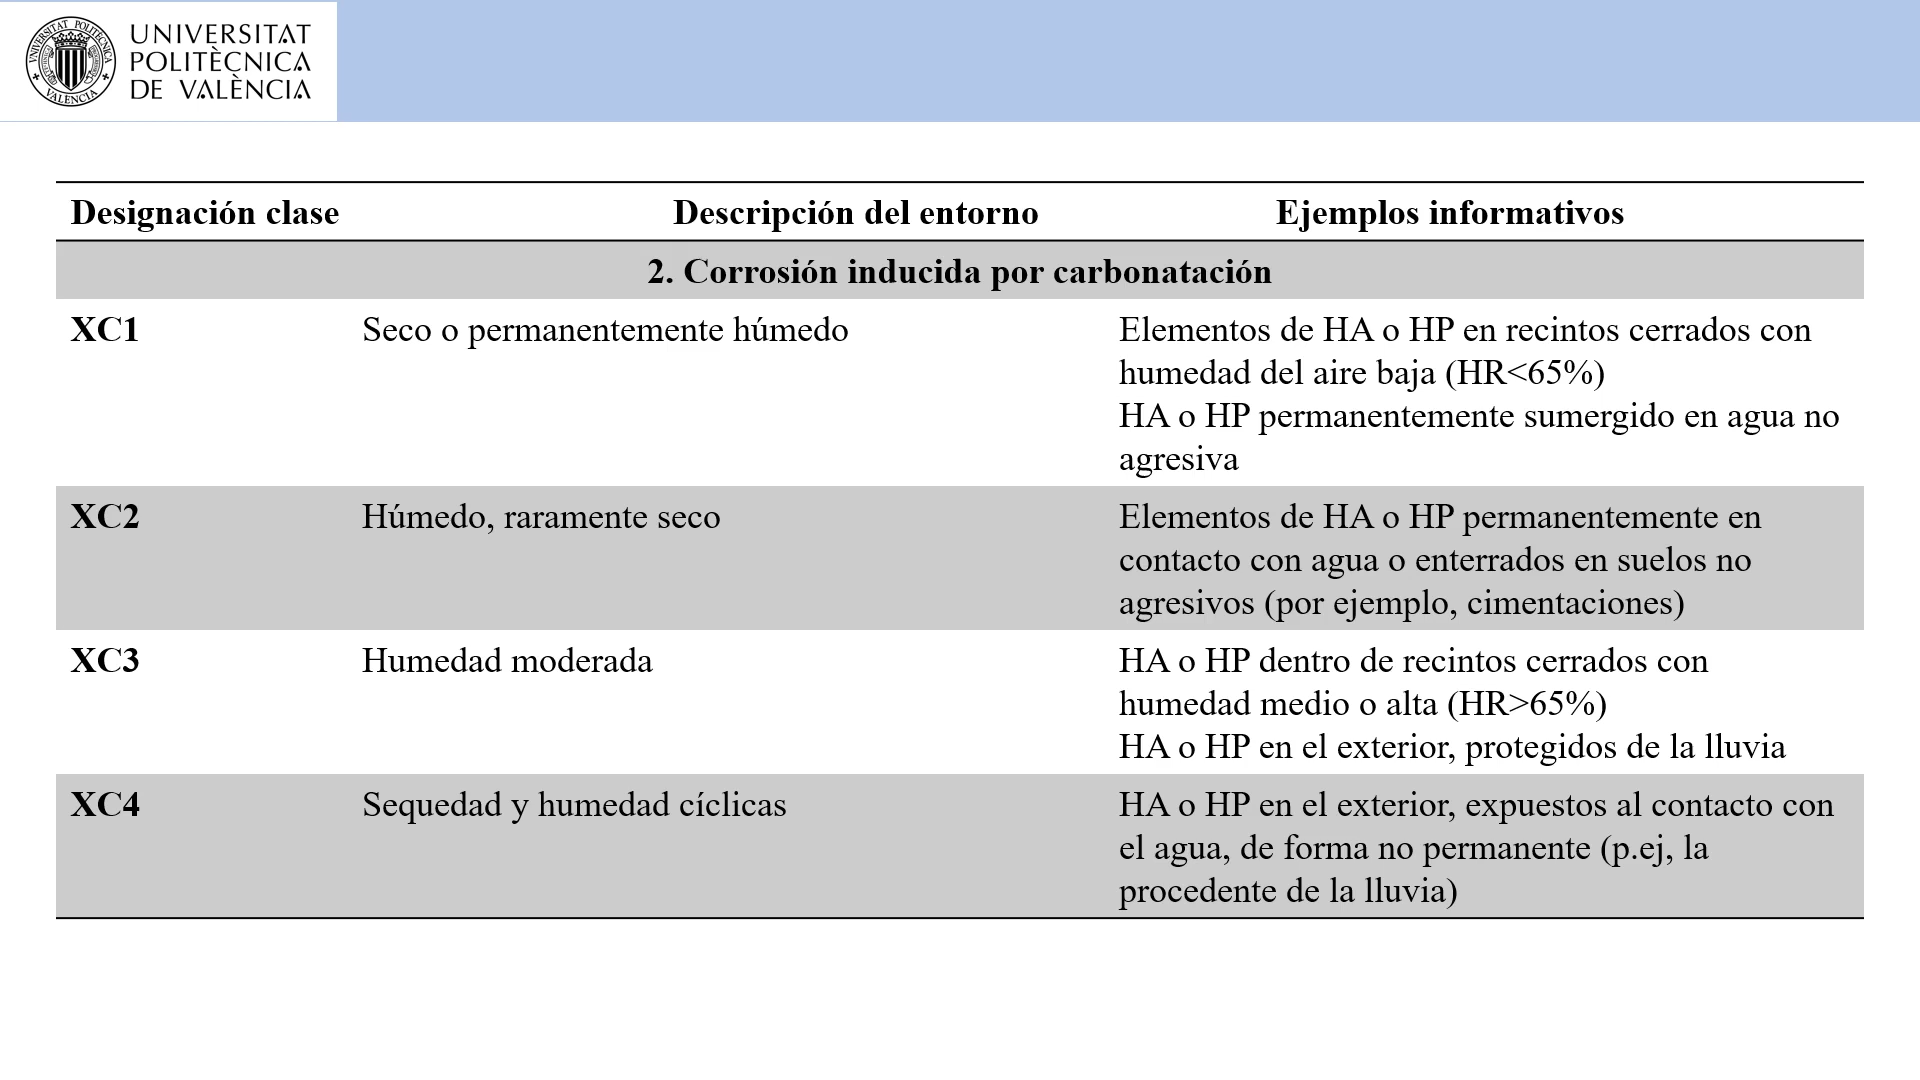 UNIVERSITAT
POLITÈCNICA
DE VALÈNCIA
UNIVERSITAT POLITÈCNICA
VALÈNCIA
Designación clase Descripción del entorno Ejemplos informativos
2. Corrosión inducida por carbonatación
XC1 Seco o permanentemente húmedo Elementos de HA o HP en recintos cerrados con
humedad del aire baja (HR<65%)
HA o HP permanentemente sumergido en agua no
agresiva
XC2 Húmedo, raramente seco Elementos de HA o HP permanentemente en
contacto con agua o enterrados en suelos no
agresivos (por ejemplo, cimentaciones)
XC3 Humedad moderada HA o HP dentro de recintos cerrados con
humedad medio o alta (HR>65%)
HA o HP en el exterior, protegidos de la lluvia
XC4 Sequedad y humedad cíclicas HA o HP en el exterior, expuestos al contacto con
el agua, de forma no permanente (p.ej, la
procedente de la lluvia)